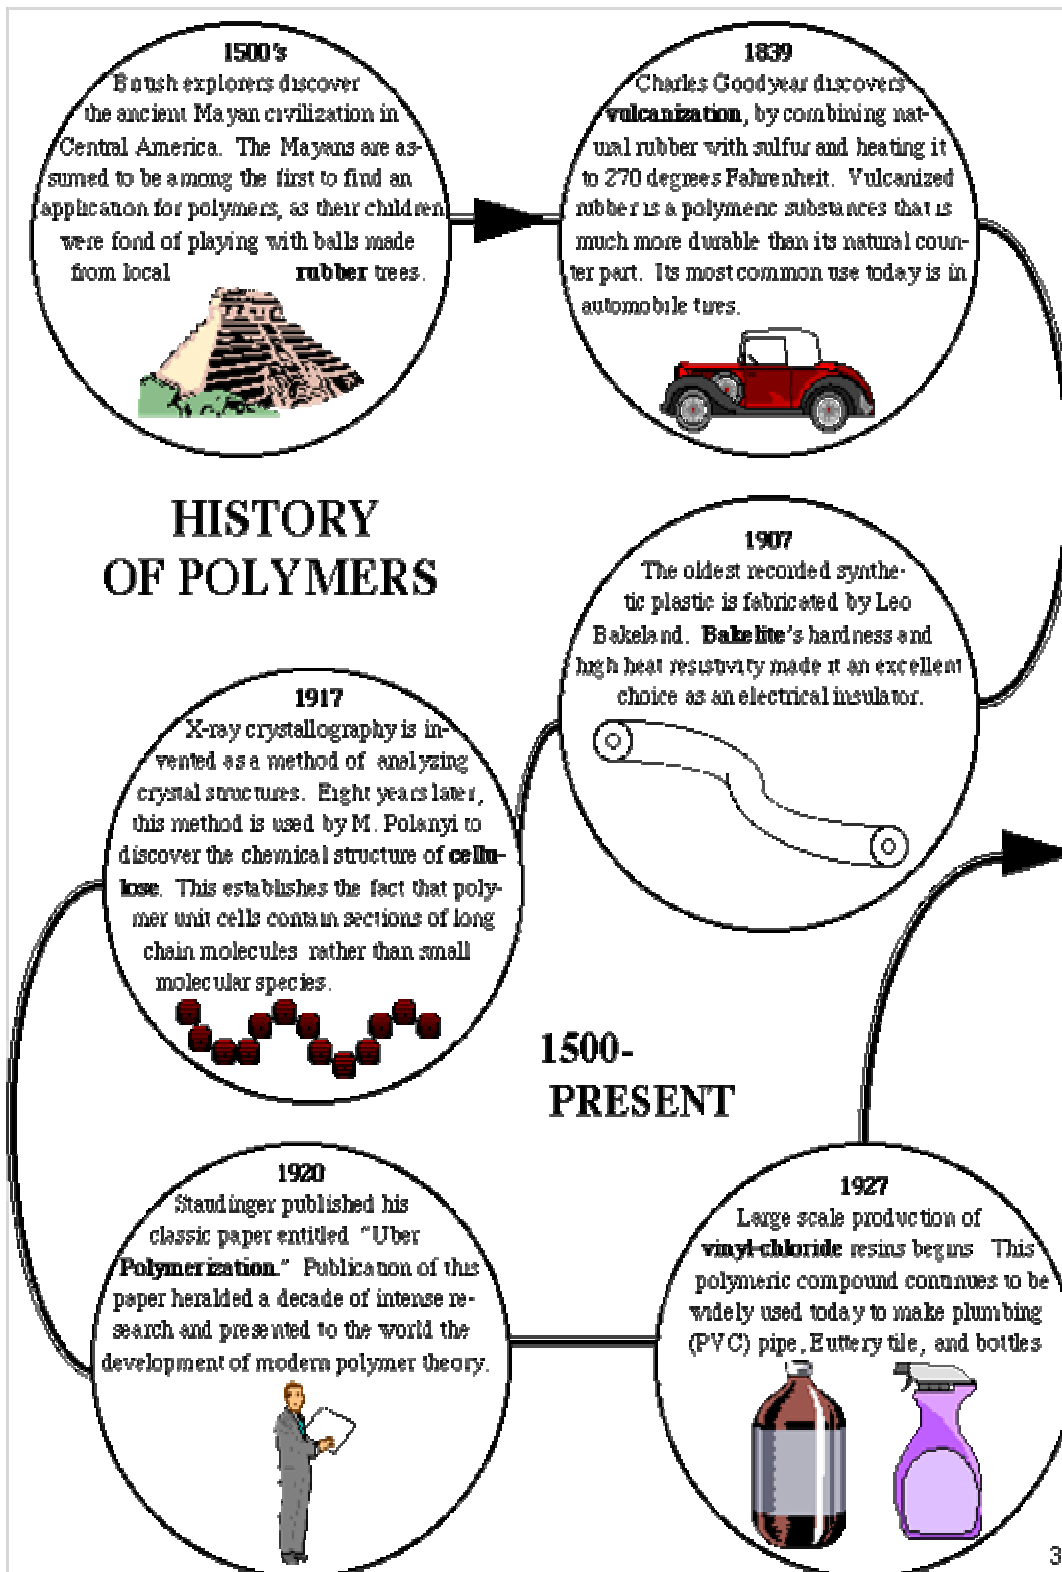 1500's
British explorers discover
the ancient Mayan civilization in
Central America. The Mayans are as-
sumed to be among the first to find an
application for polymers, as their children
were fond of playing with balls made
from local rubber trees.
1839
Charles Goodyear discovers
vulcanization, by combining nat-
ural rubber with sulfur and heating it
to 270 degrees Fahrenheit. Vulcanized
rubber is a polymeric substances that is
much more durable than its natural coun-
ter part. Its most common use today is in
automobile tires.
HISTORY
OF POLYMERS
1907
The oldest recorded synthe-
tic plastic is fabricated by Leo
Bakeland. Bakelite's hardness and
high heat resistivity made it an excellent
choice as an electrical insulator.
1917
X-ray crystallography is in-
vented as a method of analyzing
crystal structures. Eight years later,
this method is used by M. Polanyi to
discover the chemical structure of cellu-
lose. This establishes the fact that poly-
mer unit cells contain sections of long
chain molecules rather than small
molecular species.
1500-
PRESENT
1920
Staudinger published his
classic paper entitled "Uber
Polymerization." Publication of this
paper heralded a decade of intense re-
search and presented to the world the
development of modern polymer theory.
1927
Large scale production of
vinyl-chloride resins begins This
polymeric compound continues to be
widely used today to make plumbing
(PVC) pipe, tile, and bottles
3